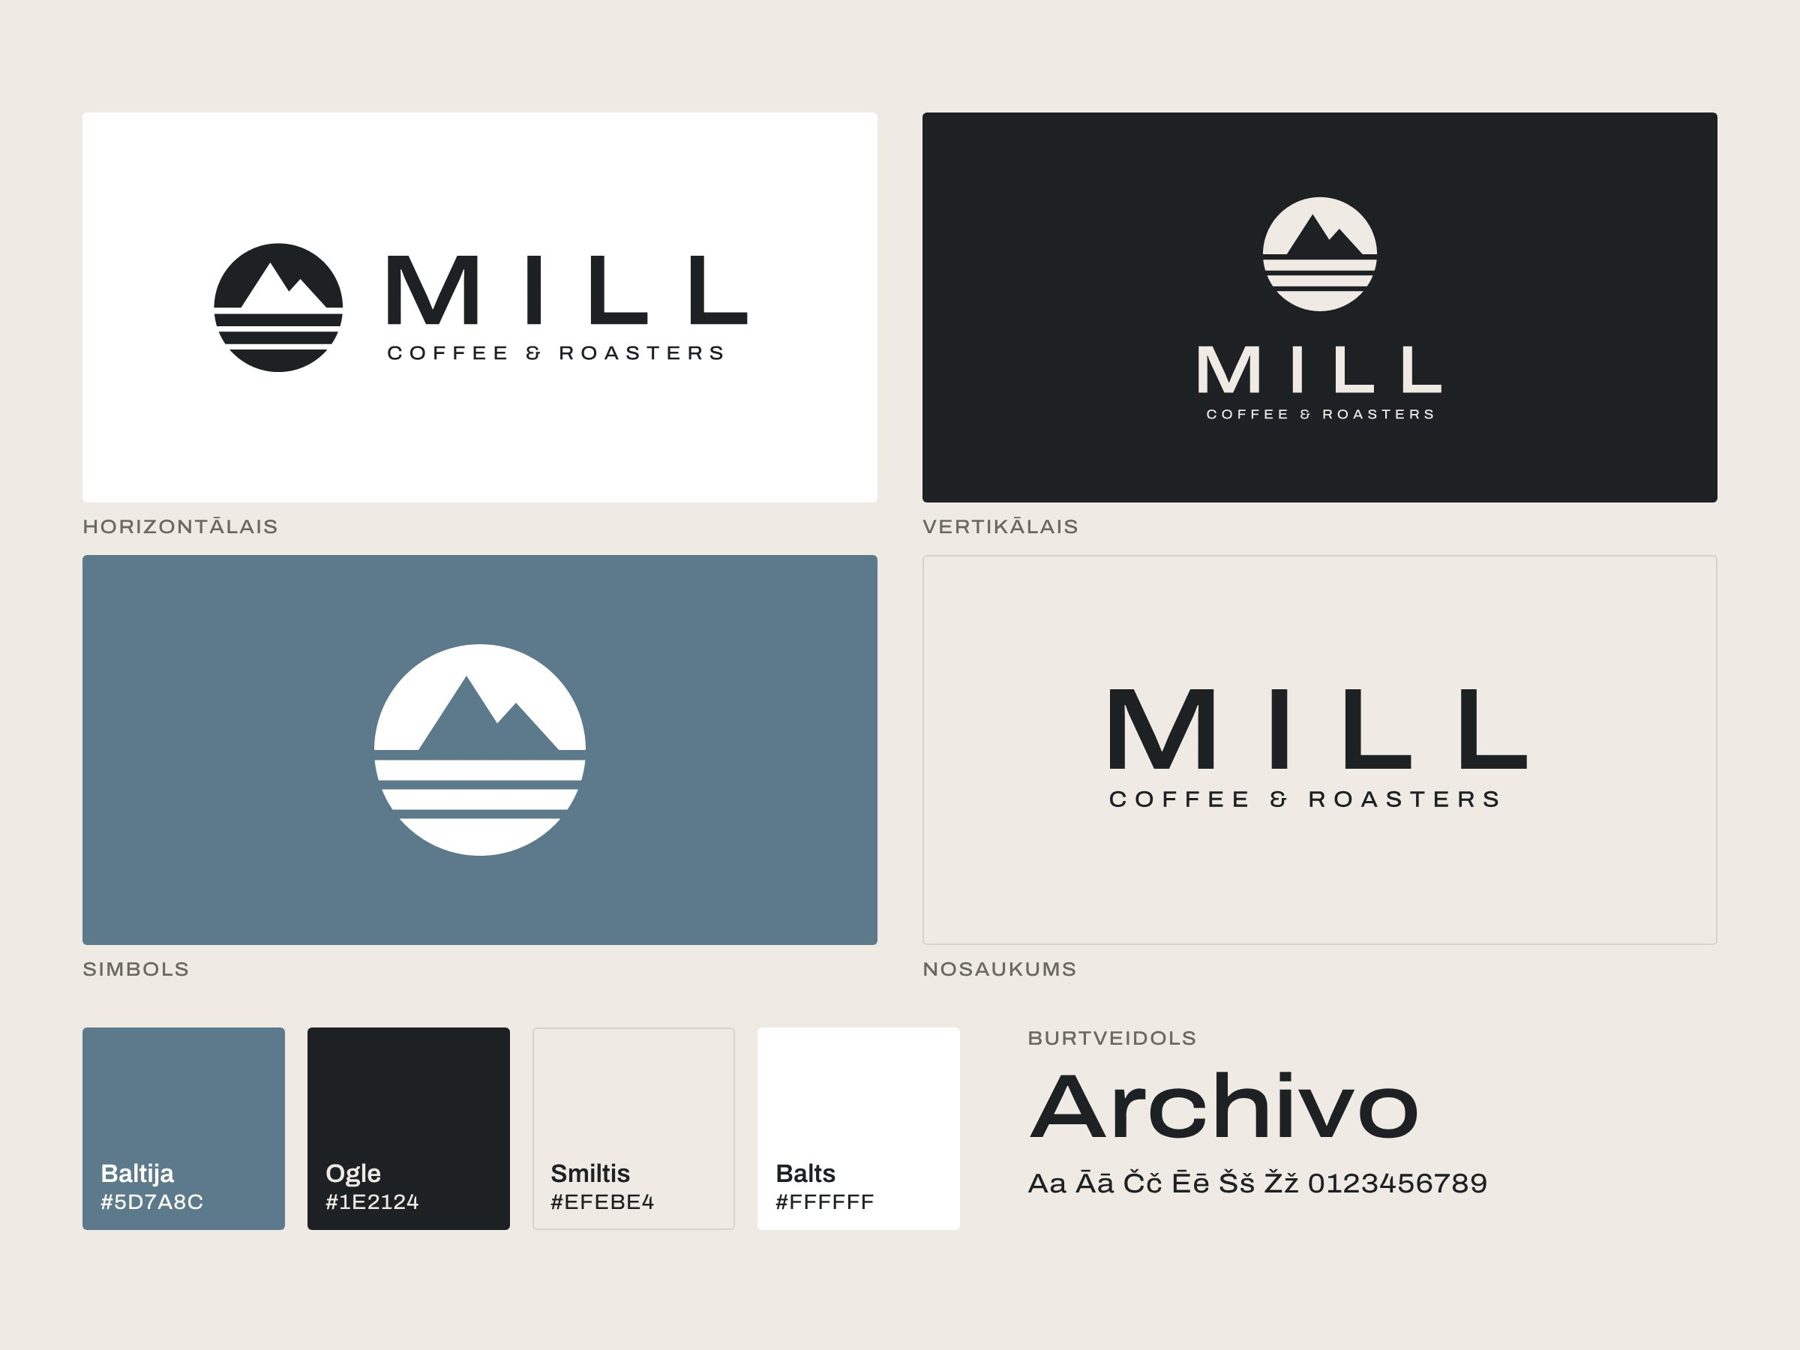 MILL
COFFEE & ROASTERS
MILL
COFFEE & ROASTERS
HORIZONTĀLAIS
VERTIKĀLAIS
MILL
COFFEE & ROASTERS
SIMBOLS
NOSAUKUMS
Baltija
#5D7A8C
Ogle
#1E2124
Smiltis
#EFEBE4
Balts
#FFFFFF
BURTVEIDOLS
Archivo
Aa Āā Čč Ēē Šš Žž 0123456789